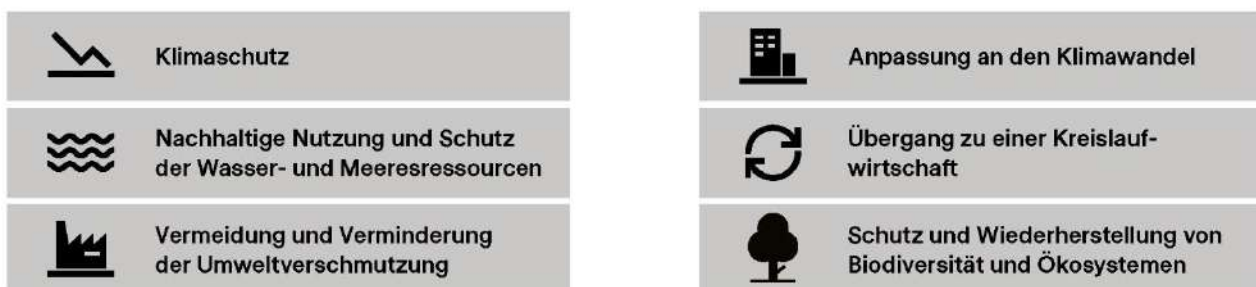 Klimaschutz
Anpassung an den Klimawandel
Nachhaltige Nutzung und Schutz
der Wasser- und Meeresressourcen
Übergang zu einer Kreislauf-
wirtschaft
Vermeidung und Verminderung
der Umweltverschmutzung
Schutz und Wiederherstellung von
Biodiversität und Ökosystemen